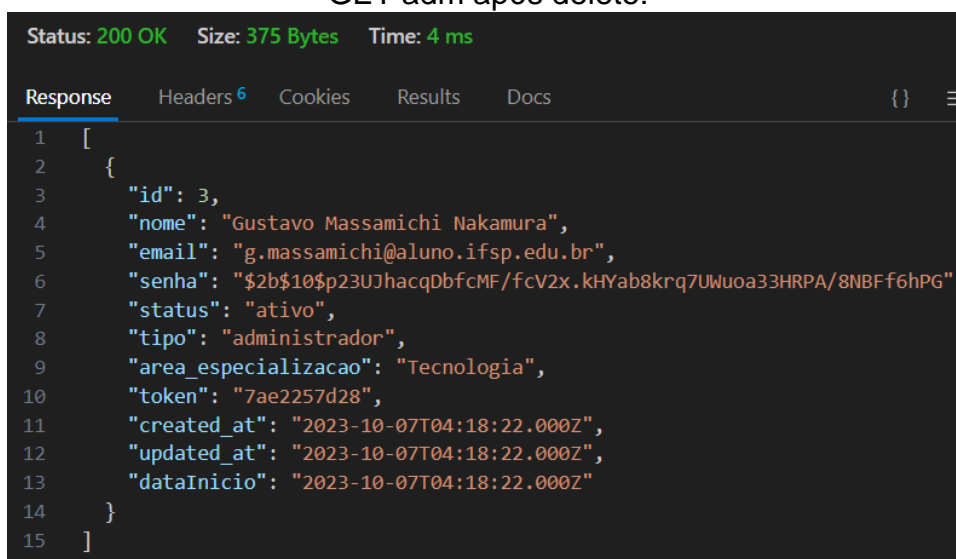 GET adm após delete:
Status: 200 OK Size: 375 Bytes Time: 4 ms
Response Headers 6 Cookies Results Docs {}
1 [
2 {
3 "id": 3,
4 "nome": "Gustavo Massamichi Nakamura",
5 "email": "g.massamichi@aluno.ifsp.edu.br",
6 "senha": "$2b$10$p23UJhacqDbfcMF/fcV2x.kHYab8krq7UWuoa33HRPA/8NBFf6hPG"
7 "status": "ativo",
8 "tipo": "administrador",
9 "area_especializacao": "Tecnologia",
10 "token": "7ae2257d28",
11 "created_at": "2023-10-07T04:18:22.000Z",
12 "updated_at": "2023-10-07T04:18:22.000Z",
13 "dataInicio": "2023-10-07T04:18:22.000Z"
14 }
15 ]